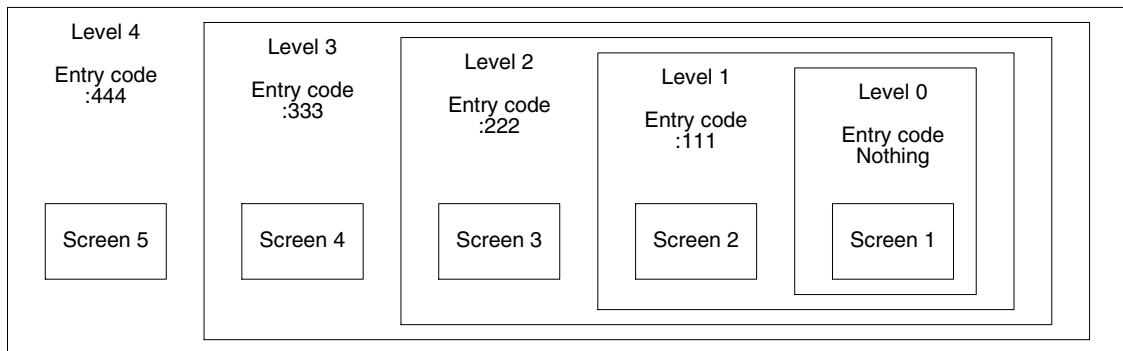 Level 4
Entry code
:444
Screen 5
Level 3
Entry code
:333
Screen 4
Level 2
Entry code
:222
Screen 3
Level 1
Entry code
:111
Screen 2
Level 0
Entry code
Nothing
Screen 1